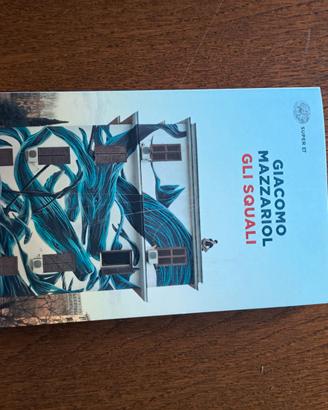 SUPER ET
GIACOMO
MAZZARIOL
GLI SQUALI